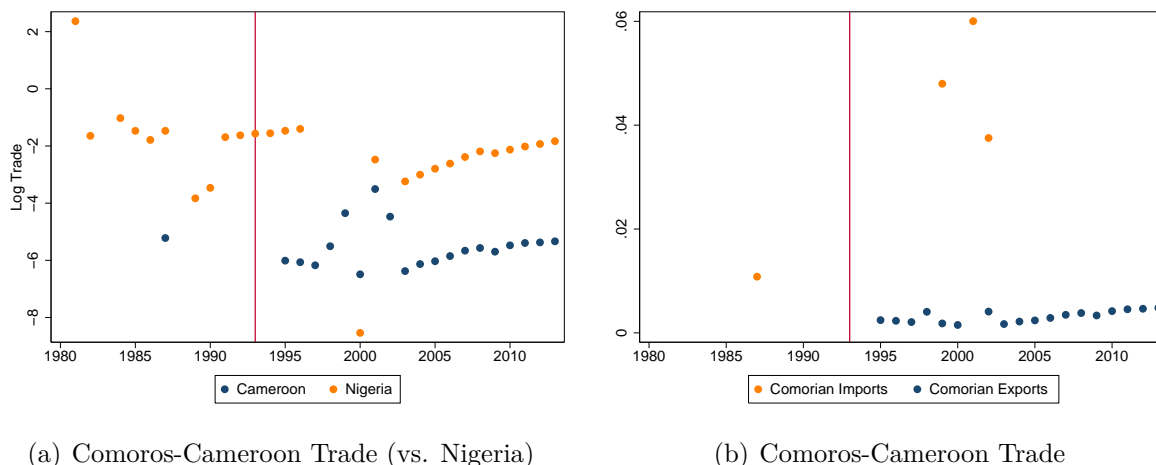 2
0
-2
-4
-6
-8
Log Trade
1980 1985 1990 1995 2000 2005 2010
Cameroon Nigeria
(a) Comoros-Cameroon Trade (vs. Nigeria)
.06
.04
.02
0
1980 1985 1990 1995 2000 2005 2010
Comorian Imports Comorian Exports
(b) Comoros-Cameroon Trade